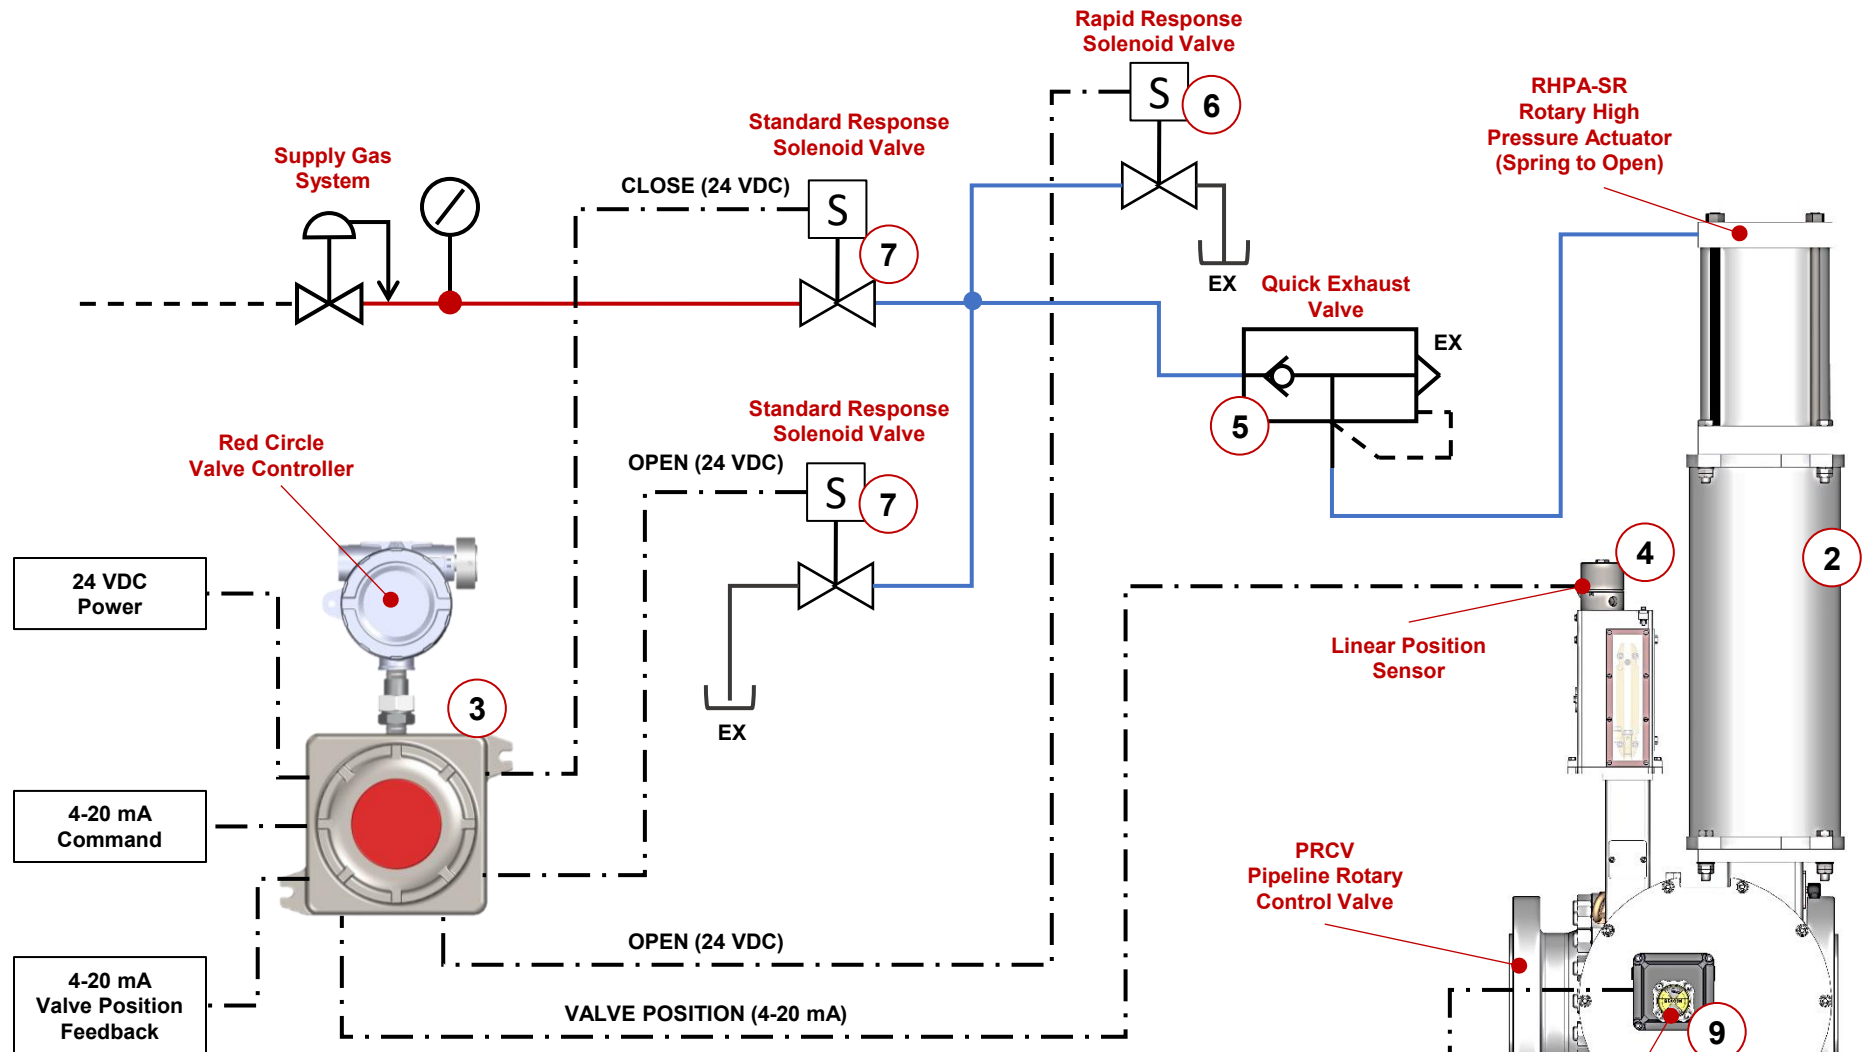 Rapid Response
Solenoid Valve
S
6
RHPA-SR
Rotary High
Pressure Actuator
(Spring to Open)
Standard Response
Solenoid Valve
Supply Gas
System
CLOSE (24 VDC)
S
7
EX
Quick Exhaust
Valve
EX
5
Standard Response
Solenoid Valve
Red Circle
Valve Controller
OPEN (24 VDC)
S
7
4
2
24 VDC
Power
Linear Position
Sensor
3
EX
4-20 mA
Command
PRCV
Pipeline Rotary
Control Valve
OPEN (24 VDC)
4-20 mA
Valve Position
Feedback
VALVE POSITION (4-20 mA)
9